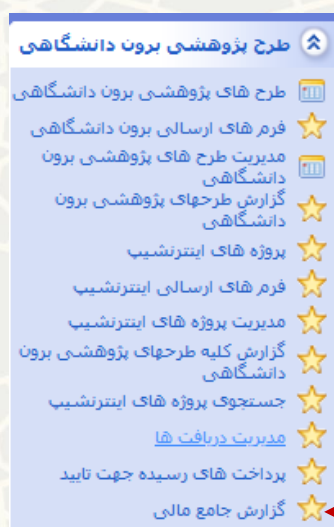 طرح پژوهشی برون دانشگاهی
طرح های پژوهشی برون دانشگاهی
فرم های ارسالی برون دانشگاهی
مدیریت طرح های پژوهشی برون
دانشگاهی
گزارش طرحهای پژوهشی برون
دانشگاهی
پروژه های اینترنشیپ
فرم های ارسالی اینترنشیپ
مدیریت پروژه های اینترنشیپ
گزارش کلیه طرحهای پژوهشی برون
دانشگاهی
جستجوی پروژه های اینترنشیپ
مدیریت دریافت ها
پرداخت های رسیده جهت تایید
گزارش جامع مالی